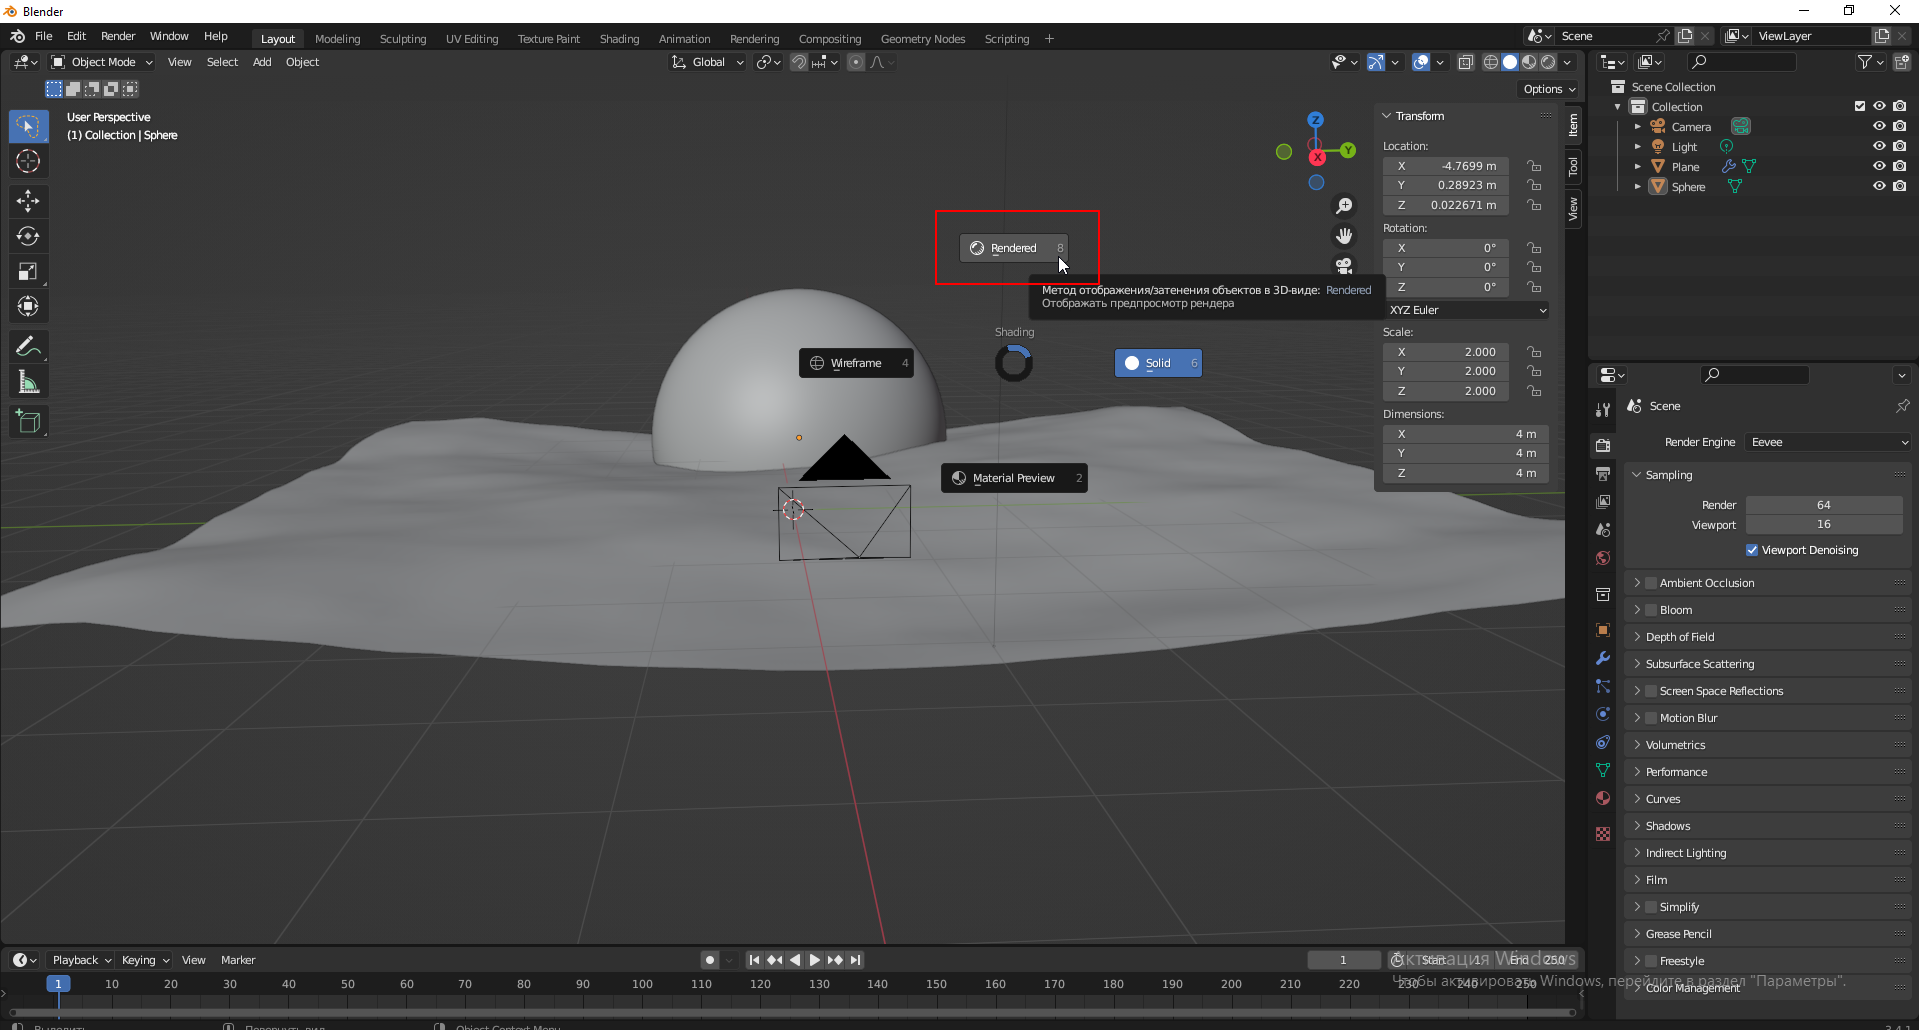 Blender
File Edit Render Window Help Layout Modeling Sculpting UV Editing Texture Paint Shading Animation Rendering Compositing Geometry Nodes Scripting + Scene ViewLayer
Object Mode View Select Add Object Global
Options
User Perspective
(1) Collection | Sphere
Z
Y
X
Rendered 8
Метод отображения/затенения объектов в 3D-виде: Rendered
Отображать предпросмотр рендера
Shading
Wireframe 4
Solid 6
Material Preview 2
Transform
Location:
X -4.7699 m
Y 0.28923 m
Z 0.022671 m
Rotation:
X 0°
Y 0°
Z 0°
XYZ Euler
Scale:
X 2.000
Y 2.000
Z 2.000
Dimensions:
X 4 m
Y 4 m
Z 4 m
Item
Tool
View
Scene Collection
Collection
Camera
Light
Plane
Sphere
Scene
Render Engine Eevee
Sampling
Render 64
Viewport 16
Viewport Denoising
Ambient Occlusion
Bloom
Depth of Field
Subsurface Scattering
Screen Space Reflections
Motion Blur
Volumetrics
Performance
Curves
Shadows
Indirect Lighting
Film
Simplify
Grease Pencil
Freestyle
Color Management
Playback Keying View Marker
1 Start 1 End 250
1 10 20 30 40 50 60 70 80 90 100 110 120 130 140 150 160 170 180 190 200 210 220 230 240 250
Активация Windows
Чтобы активировать Windows, перейдите в раздел "Параметры".
Выделить Повернуть вид Object Context Menu 3.4.1